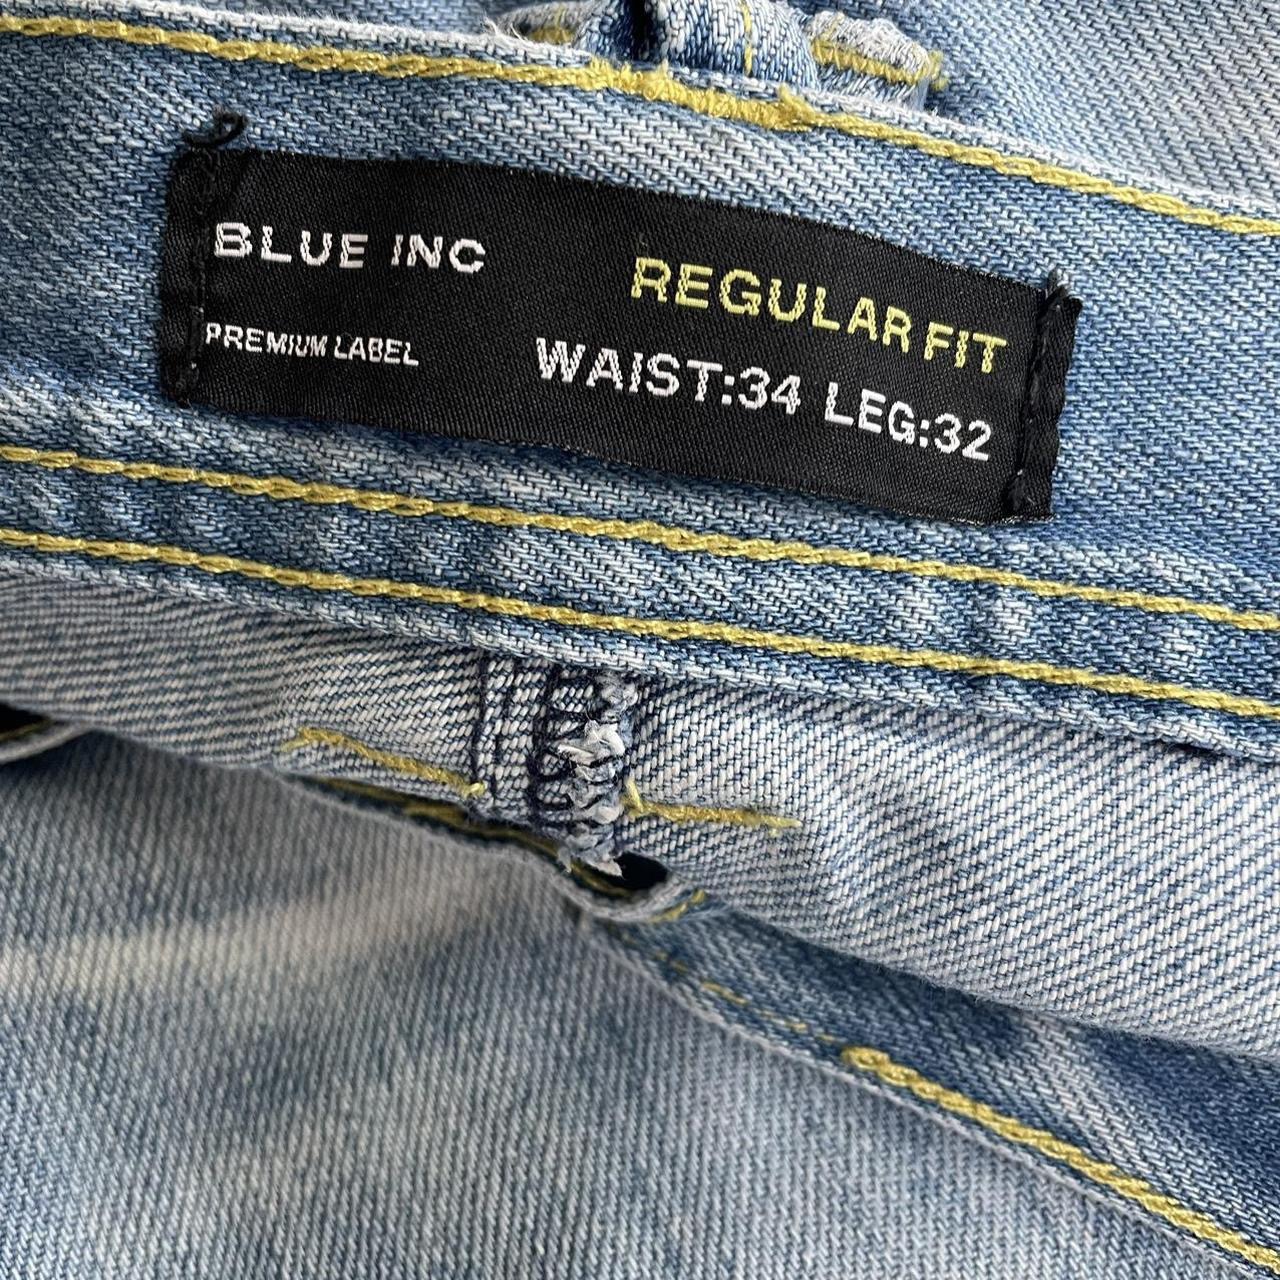 BLUE INC
PREMIUM LABEL
REGULAR FIT
WAIST:34 LEG:32